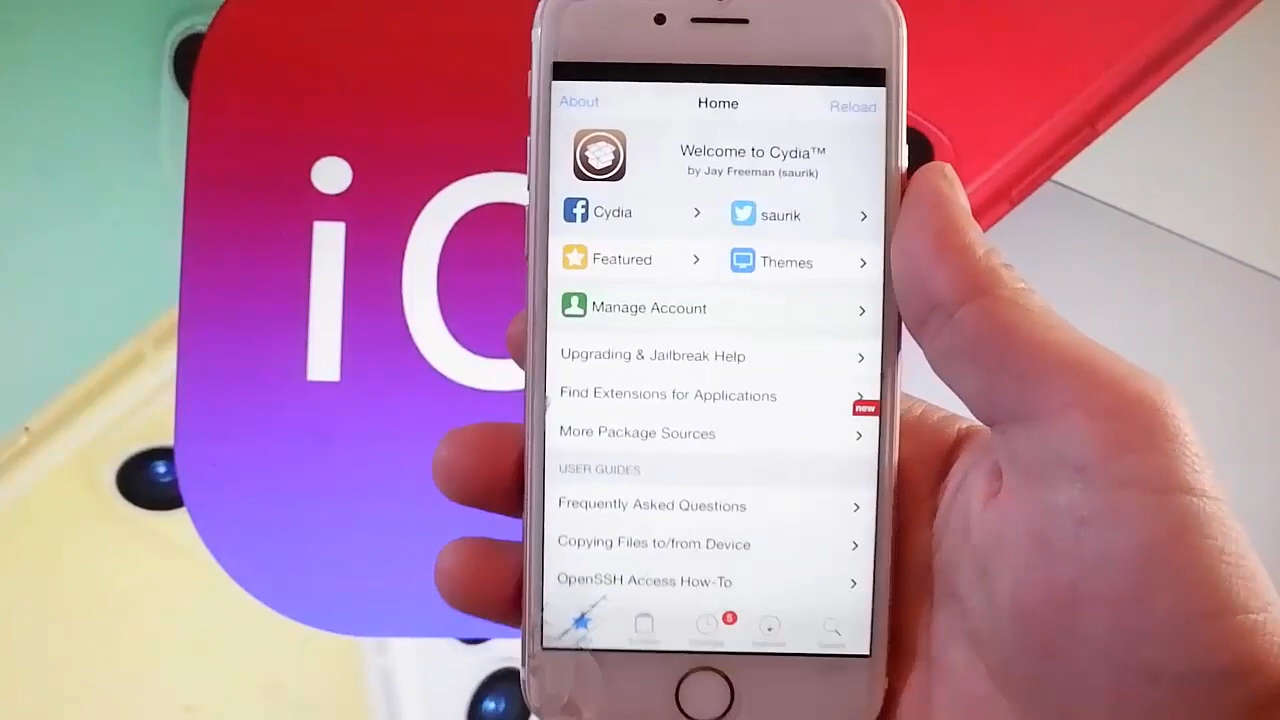 iO
About
Home
Reload
Welcome to Cydia™
by Jay Freeman (saurik)
Cydia
saurik
Featured
Themes
Manage Account
Upgrading & Jailbreak Help
Find Extensions for Applications
new
More Package Sources
USER GUIDES
Frequently Asked Questions
Copying Files to/from Device
OpenSSH Access How-To